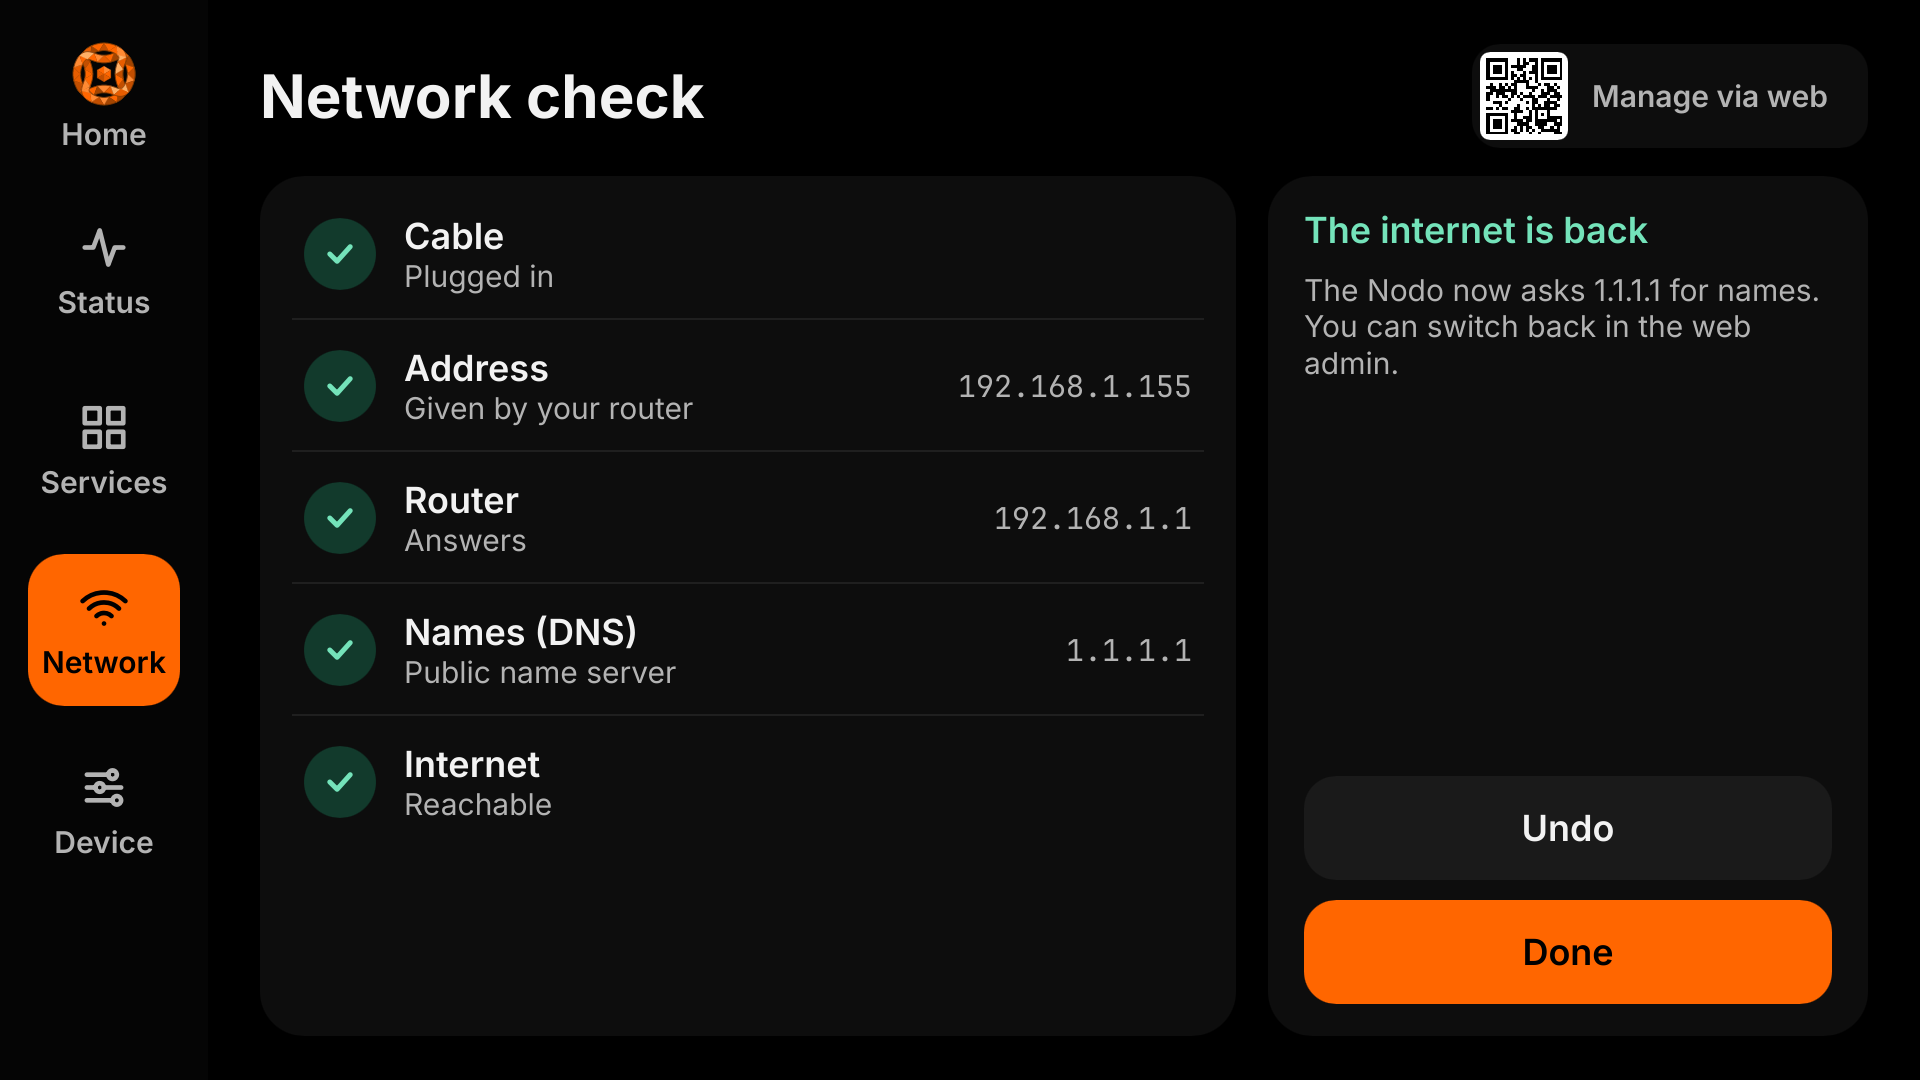 Home
Status
Services
Network
Device
Network check
Manage via web
Cable
Plugged in
Address
Given by your router
192.168.1.155
Router
Answers
192.168.1.1
Names (DNS)
Public name server
1.1.1.1
Internet
Reachable
The internet is back
The Nodo now asks 1.1.1.1 for names.
You can switch back in the web
admin.
Undo
Done